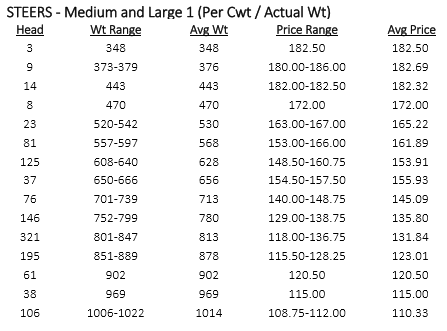 STEERS - Medium and Large 1 (Per Cwt / Actual Wt)
Head Wt Range Avg Wt Price Range Avg Price
3 348 348 182.50 182.50
9 373-379 376 180.00-186.00 182.69
14 443 443 182.00-182.50 182.32
8 470 470 172.00 172.00
23 520-542 530 163.00-167.00 165.22
81 557-597 568 153.00-166.00 161.89
125 608-640 628 148.50-160.75 153.91
37 650-666 656 154.50-157.50 155.93
76 701-739 713 140.00-148.75 145.09
146 752-799 780 129.00-138.75 135.80
321 801-847 813 118.00-136.75 131.84
195 851-889 878 115.50-128.25 123.01
61 902 902 120.50 120.50
38 969 969 115.00 115.00
106 1006-1022 1014 108.75-112.00 110.33